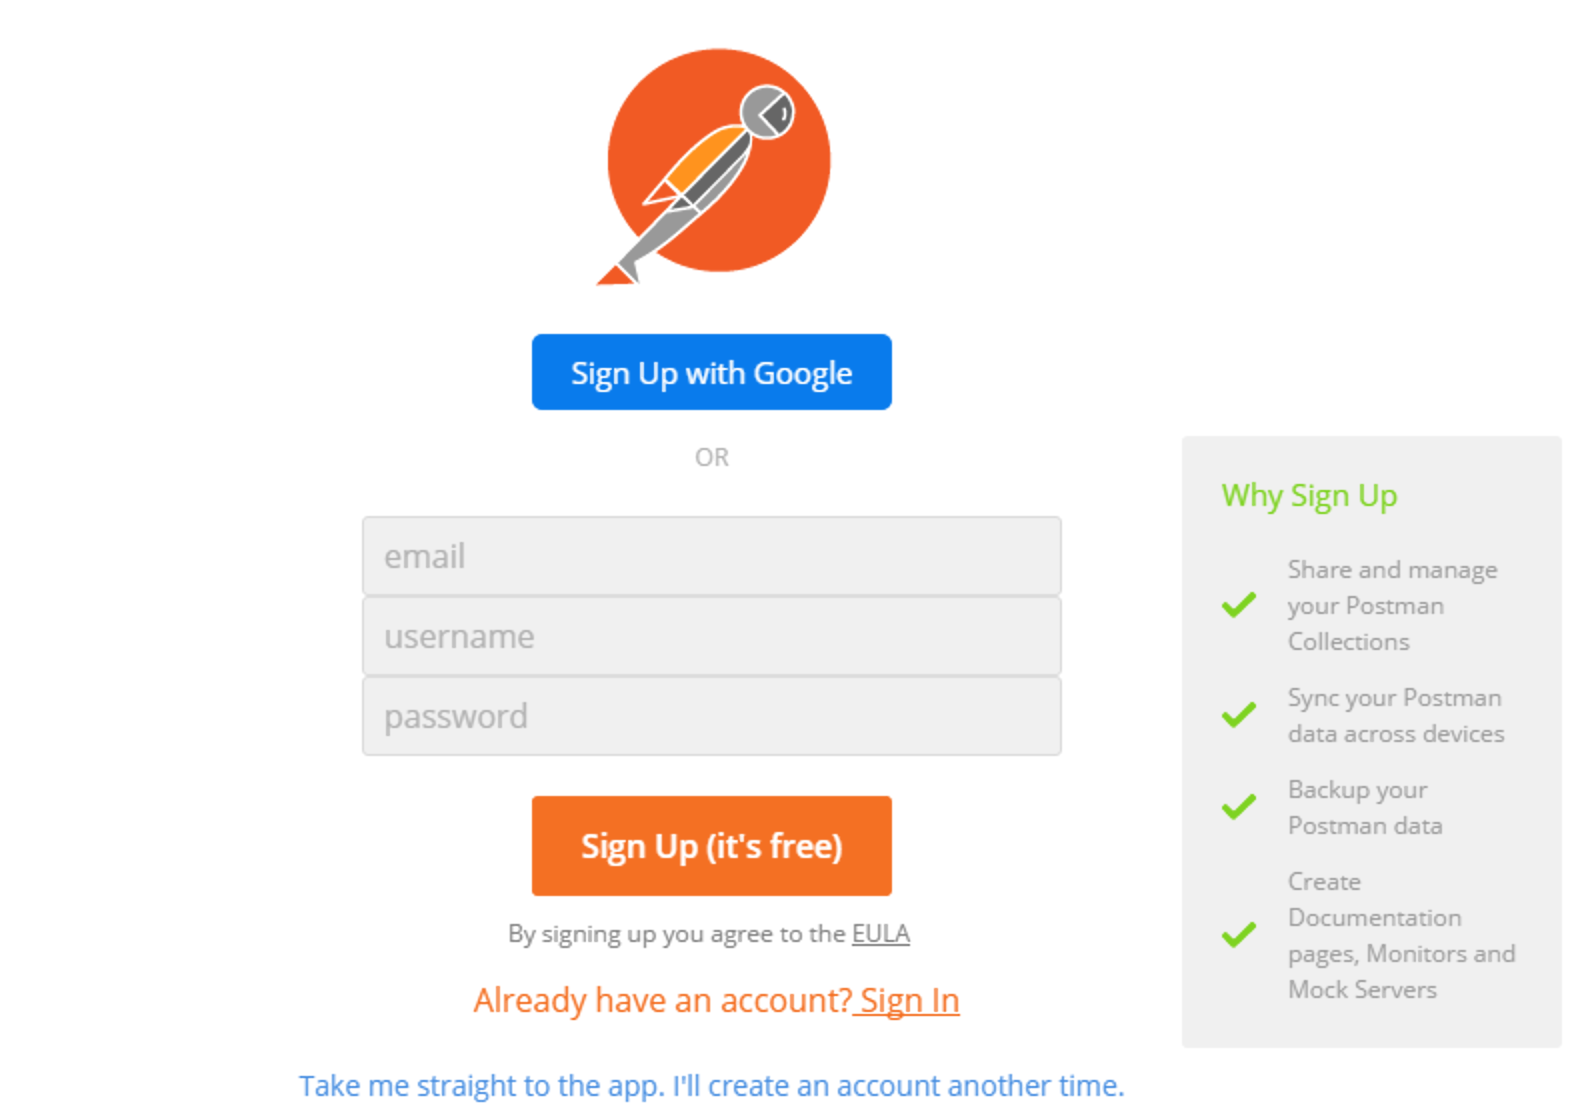 Sign Up with Google
OR
email
username
password
Sign Up (it's free)
By signing up you agree to the EULA
Already have an account? Sign In
Take me straight to the app. I'll create an account another time.
Why Sign Up
Share and manage
your Postman
Collections
Sync your Postman
data across devices
Backup your
Postman data
Create
Documentation
pages, Monitors and
Mock Servers